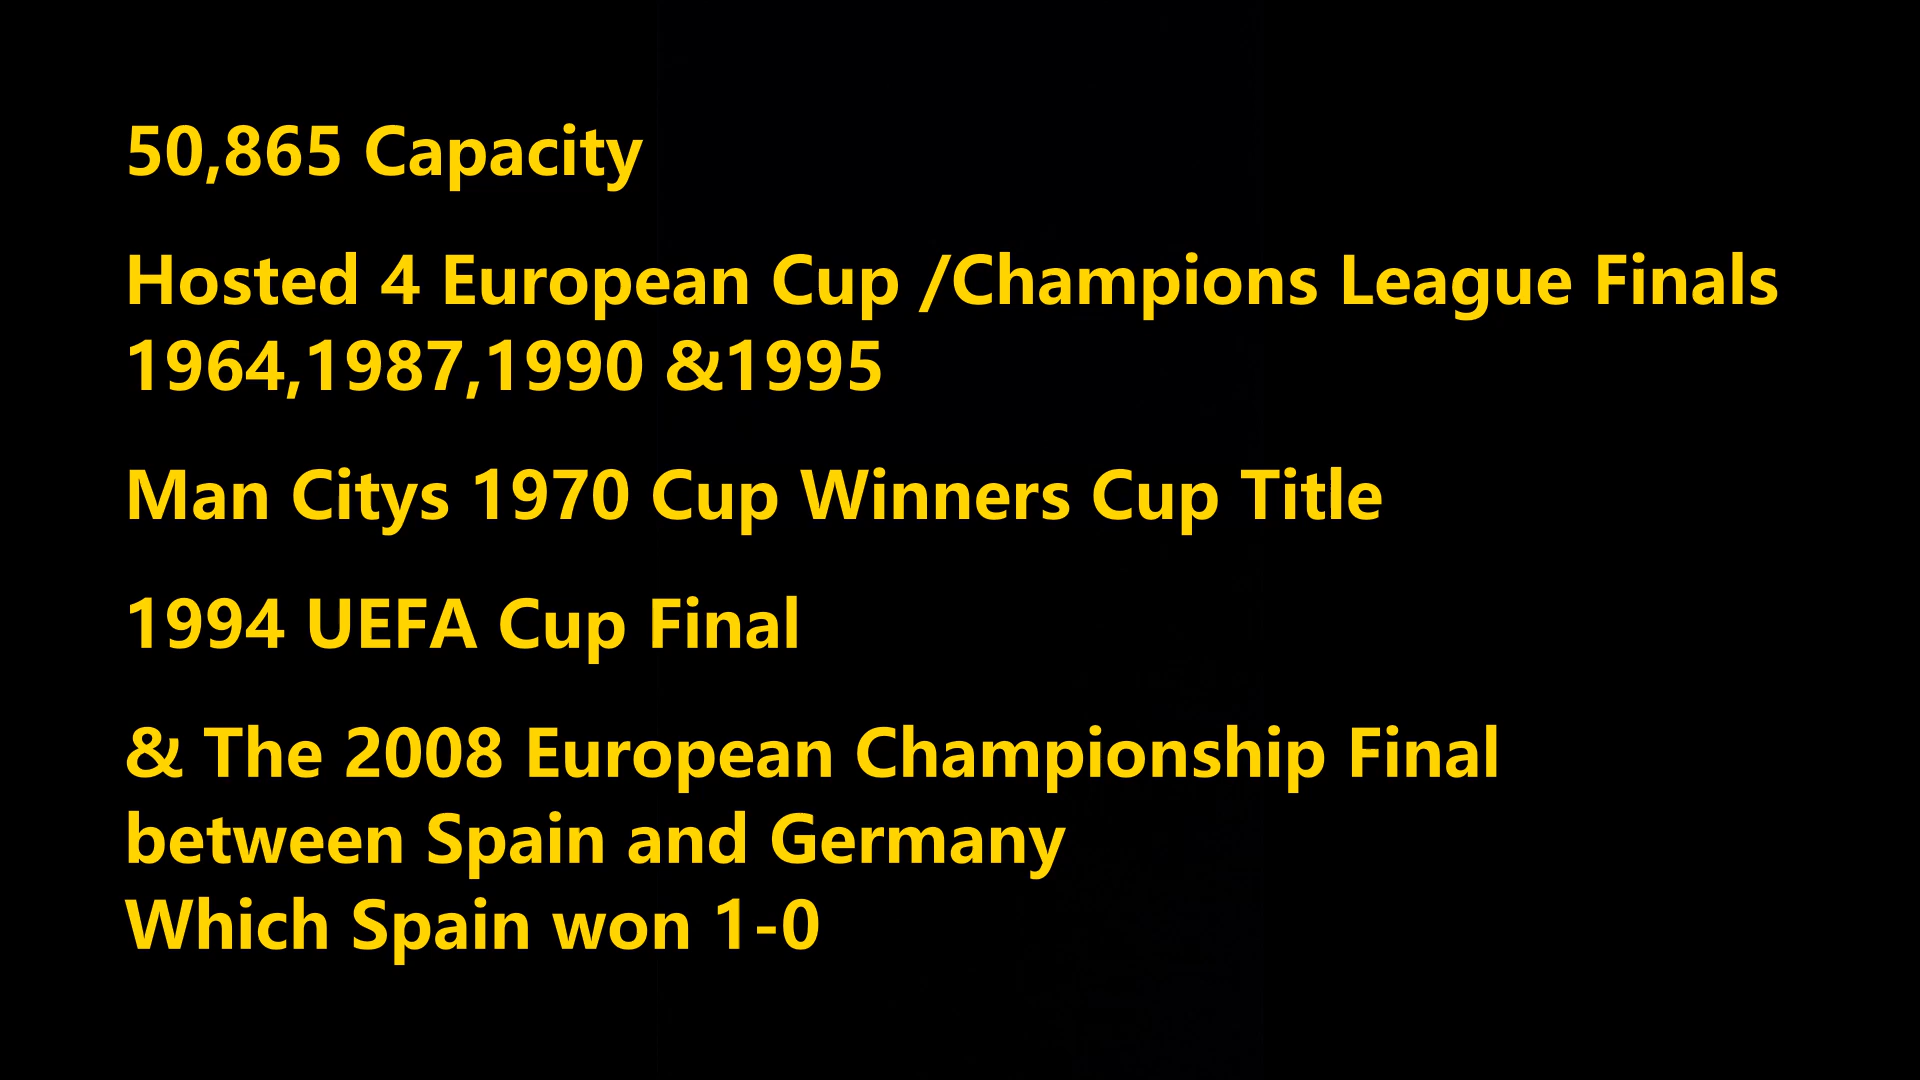 50,865 Capacity
Hosted 4 European Cup /Champions League Finals
1964,1987,1990 &1995
Man Citys 1970 Cup Winners Cup Title
1994 UEFA Cup Final
& The 2008 European Championship Final
between Spain and Germany
Which Spain won 1-0